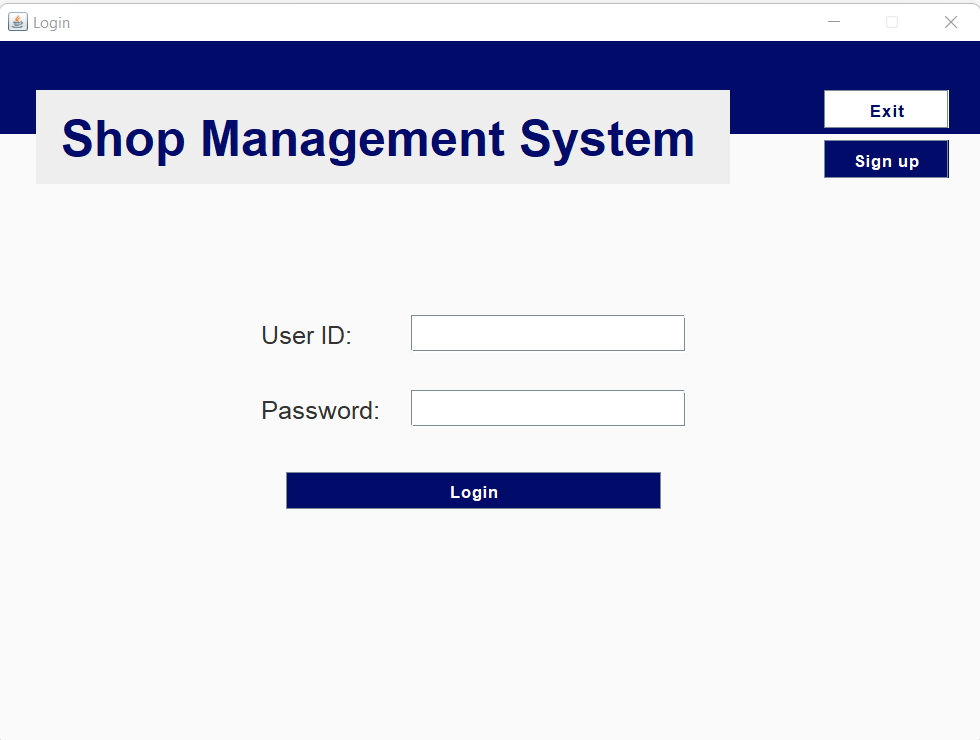 Login
Shop Management System
Exit
Sign up
User ID:
Password:
Login